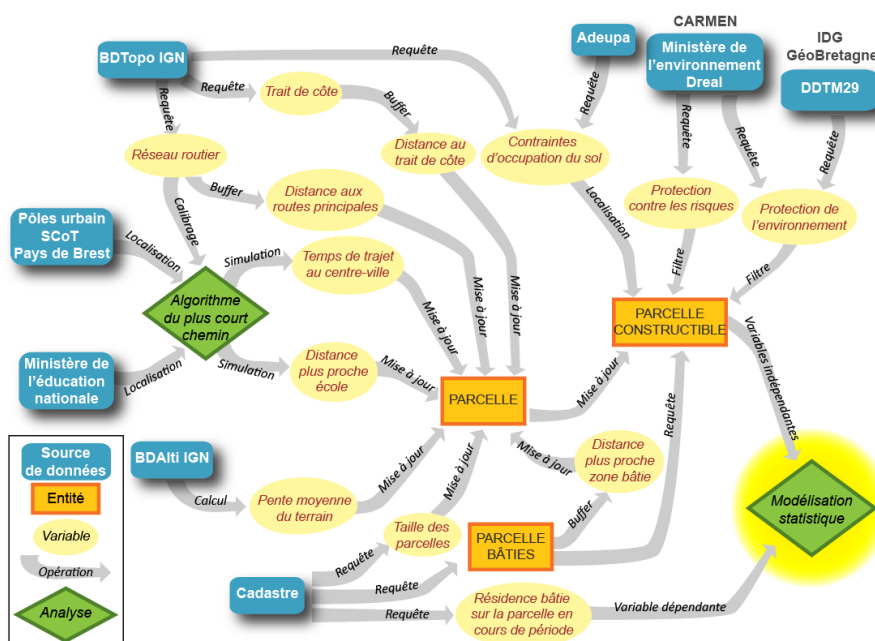 CARMEN
IDG
GéoBretagne
BDTopo IGN
Requête
Adeupa
Ministère de
l'environnement
Dreal
DDTM29
Requête
Requête
Trait de côte
Buffer
Requête
Requête
Requête
Requête
Réseau routier
Distance au
trait de côte
Contraintes
d'occupation du sol
Buffer
Distance aux
routes principales
Calibrage
Localisation
Protection
contre les risques
Protection de
l'environnement
Pôles urbain
SCoT
Pays de Brest
Localisation
Simulation
Temps de trajet
au centre-ville
Filtre
Filtre
Mise à jour
Mise à jour
Mise à jour
Algorithme
du plus court
chemin
PARCELLE
CONSTRUCTIBLE
Ministère de
l'éducation
nationale
Localisation
Simulation
Distance
plus proche
école
Mise à jour
PARCELLE
Mise à jour
Requête
Variables indépendantes
Source
de données
Entité
Variable
Opération
Analyse
BDAlti IGN
Calcul
Pente moyenne
du terrain
Mise à jour
Mise à jour
Mise à jour
Distance
plus proche
zone bâtie
Buffer
Taille des
parcelles
PARCELLE
BÂTIES
Modélisation
statistique
Cadastre
Requête
Requête
Requête
Résidence bâtie
sur la parcelle en
cours de période
Variable dépendante